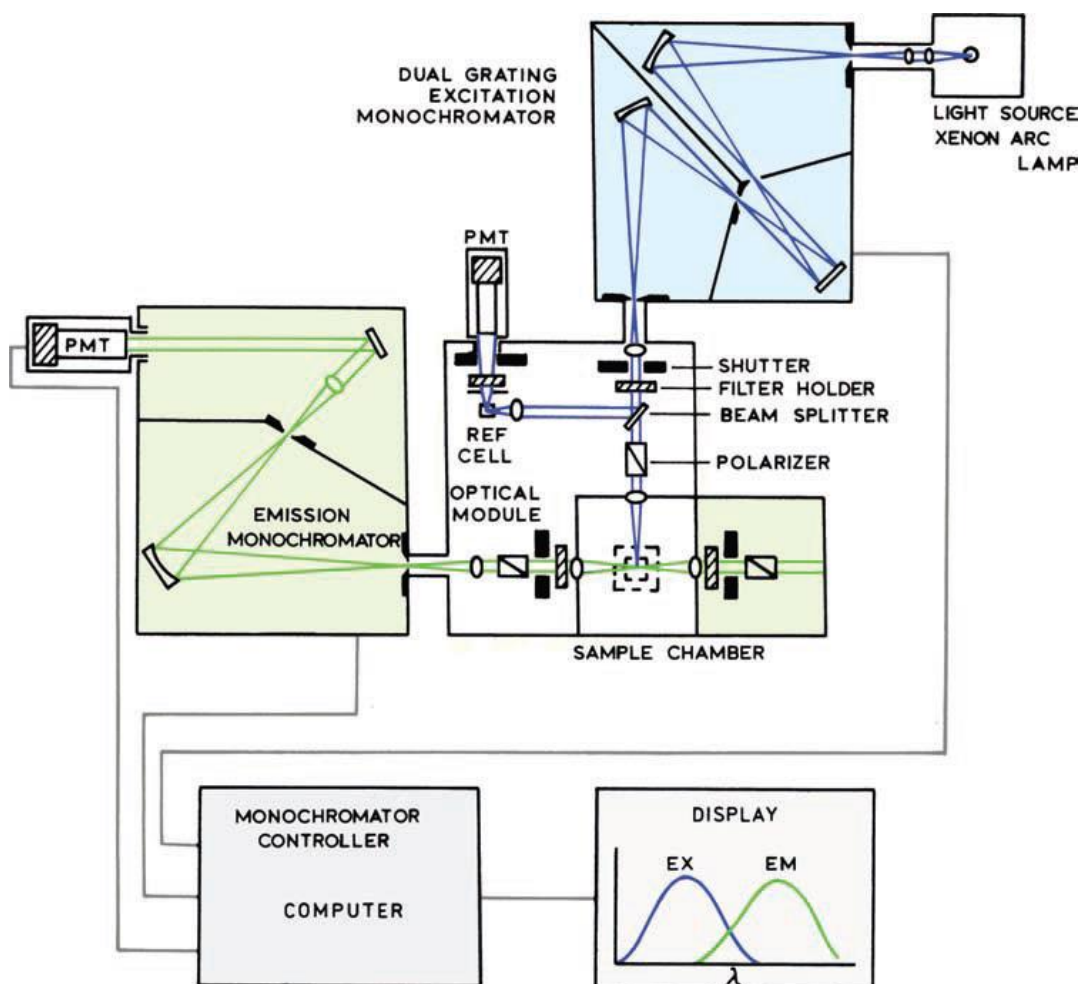 DUAL GRATING
EXCITATION
MONOCHROMATOR
LIGHT SOURCE
XENON ARC
LAMP
PMT
PMT
SHUTTER
FILTER HOLDER
BEAM SPLITTER
REF
CELL
POLARIZER
OPTICAL
MODULE
EMISSION
MONOCHROMATOR
SAMPLE CHAMBER
MONOCHROMATOR
CONTROLLER
COMPUTER
DISPLAY
EX
EM
λ